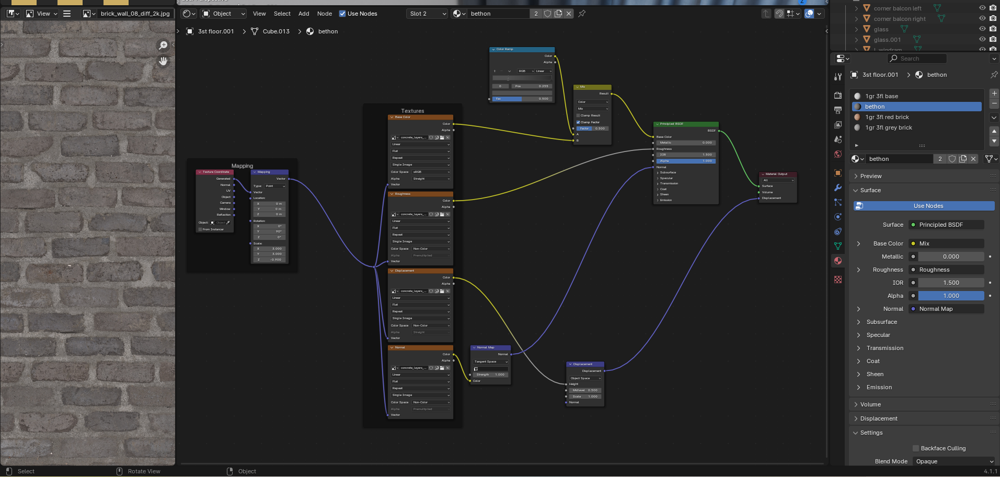 View
brick_wall_08_diff_2k.jpg
Object
View
Select
Add
Node
Use Nodes
Slot 2
bethon
2
3st floor.001
Cube.013
bethon
Color Ramp
Color
Alpha
RGB
Linear
0
Pos 0.255
Fac 0.500
Mix
Result
Color
Mix
Clamp Result
Clamp Factor
Factor 0.500
A
B
Principled BSDF
BSDF
Base Color
Metallic 0.000
Roughness
IOR 1.500
Alpha 1.000
Normal
Subsurface
Specular
Transmission
Coat
Sheen
Emission
Material Output
All
Surface
Volume
Displacement
Mapping
Texture Coordinate
Generated
Normal
UV
Object
Camera
Window
Reflection
Object: Object
From Instancer
Mapping
Vector
Type: Point
Vector
Location:
X 0 m
Y 0 m
Z 0 m
Rotation:
X 0°
Y 90°
Z 0°
Scale:
X 3.000
Y 3.000
Z -0.900
Textures
Base Color
Color
Alpha
concrete_layers_...
Linear
Flat
Repeat
Single Image
Color Space sRGB
Alpha Straight
Vector
Roughness
Color
Alpha
concrete_layers_...
Linear
Flat
Repeat
Single Image
Color Space Non-Color
Alpha Premultiplied
Vector
Displacement
Color
Alpha
concrete_layers_...
Linear
Flat
Repeat
Single Image
Color Space Non-Color
Alpha Straight
Vector
Normal
Color
Alpha
concrete_layers_...
Linear
Flat
Repeat
Single Image
Color Space Non-Color
Alpha Premultiplied
Vector
Normal Map
Normal
Tangent Space
Strength 1.000
Color
Displacement
Displacement
Object Space
Height
Midlevel 0.500
Scale 1.000
Normal
corner balcon left
corner balcon right
glass
glass.001
Search
3st floor.001
bethon
1gr 3fl base
bethon
1gr 3fl red brick
1gr 3fl grey brick
bethon
2
Preview
Surface
Use Nodes
Surface Principled BSDF
Base Color Mix
Metallic 0.000
Roughness Roughness
IOR 1.500
Alpha 1.000
Normal Normal Map
Subsurface
Specular
Transmission
Coat
Sheen
Emission
Volume
Displacement
Settings
Backface Culling
Blend Mode Opaque
Select
Rotate View
Object
4.1.1